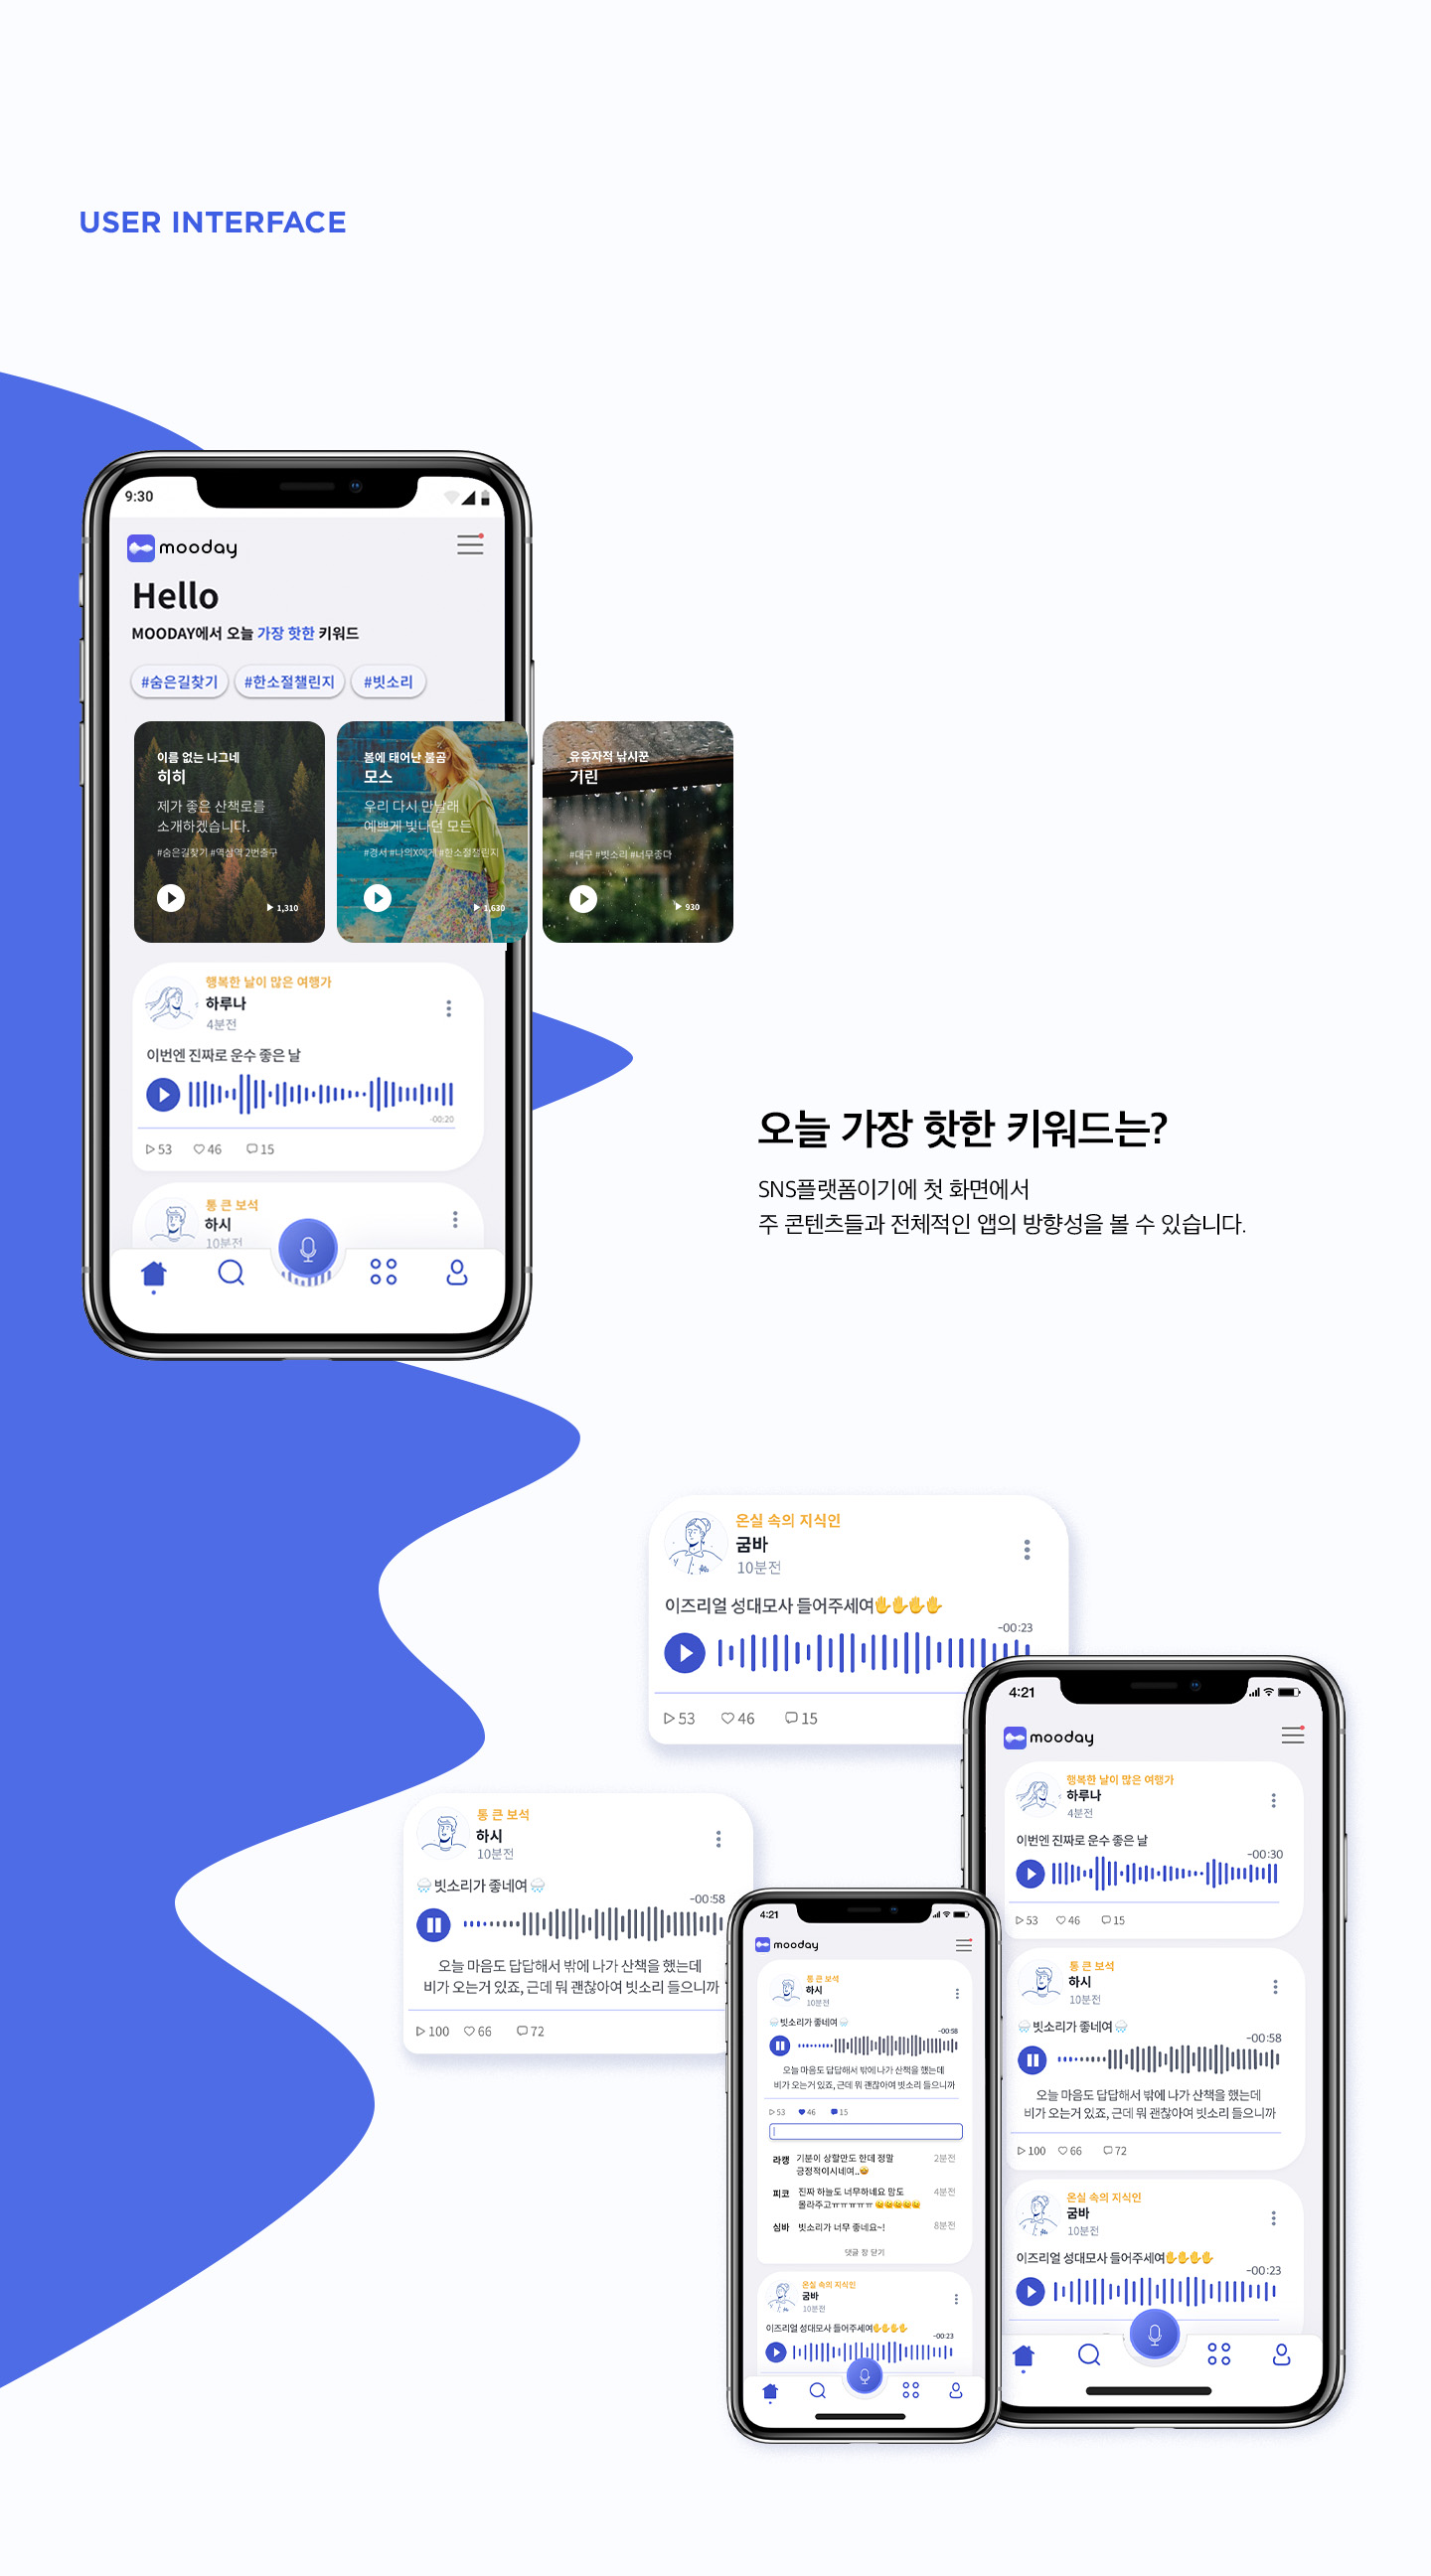 USER INTERFACE
9:30
mooday
Hello
MOODAY에서 오늘 가장 핫한 키워드
#숨은길찾기
#한소절챌린지
#빗소리
이름 없는 나그네
히히
제가 좋은 산책로를
소개하겠습니다.
#숨은길찾기 #역삼역 2번출구
1,310
봄에 태어난 불곰
모스
우리 다시 만날래
예쁘게 빛나던 모든
#경서 #나의X에게 #한소절챌린지
1,630
유유자적 낚시꾼
기린
#대구 #빗소리 #너무좋다
930
행복한 날이 많은 여행가
하루나
4분전
이번엔 진짜로 운수 좋은 날
-00:20
53 46 15
통 큰 보석
하시
10분전
오늘 가장 핫한 키워드는?
SNS플랫폼이기에 첫 화면에서
주 콘텐츠들과 전체적인 앱의 방향성을 볼 수 있습니다.
온실 속의 지식인
굼바
10분전
이즈리얼 성대모사 들어주세여✋✋✋✋
-00:23
53 46 15
통 큰 보석
하시
10분전
🌧️빗소리가 좋네여🌧️
-00:58
오늘 마음도 답답해서 밖에 나가 산책을 했는데
비가 오는거 있죠, 근데 뭐 괜찮아여 빗소리 들으니까
100 66 72
4:21
mooday
통 큰 보석
하시
10분전
🌧️빗소리가 좋네여🌧️
-00:58
오늘 마음도 답답해서 밖에 나가 산책을 했는데
비가 오는거 있죠, 근데 뭐 괜찮아여 빗소리 들으니까
53 46 15
라깽 기분이 상할만도 한데 정말 2분전
긍정적이시네여..
피코 진짜 하늘도 너무하네요 맘도 4분전
몰라주고ㅠㅠㅠㅠㅠ
심바 빗소리가 너무 좋네요~! 8분전
댓글 창 닫기
온실 속의 지식인
굼바
10분전
이즈리얼 성대모사 들어주세여✋✋✋✋
-00:23
4:21
mooday
행복한 날이 많은 여행가
하루나
4분전
이번엔 진짜로 운수 좋은 날
-00:30
53 46 15
통 큰 보석
하시
10분전
🌧️빗소리가 좋네여🌧️
-00:58
오늘 마음도 답답해서 밖에 나가 산책을 했는데
비가 오는거 있죠, 근데 뭐 괜찮아여 빗소리 들으니까
100 66 72
온실 속의 지식인
굼바
10분전
이즈리얼 성대모사 들어주세여✋✋✋✋
-00:23